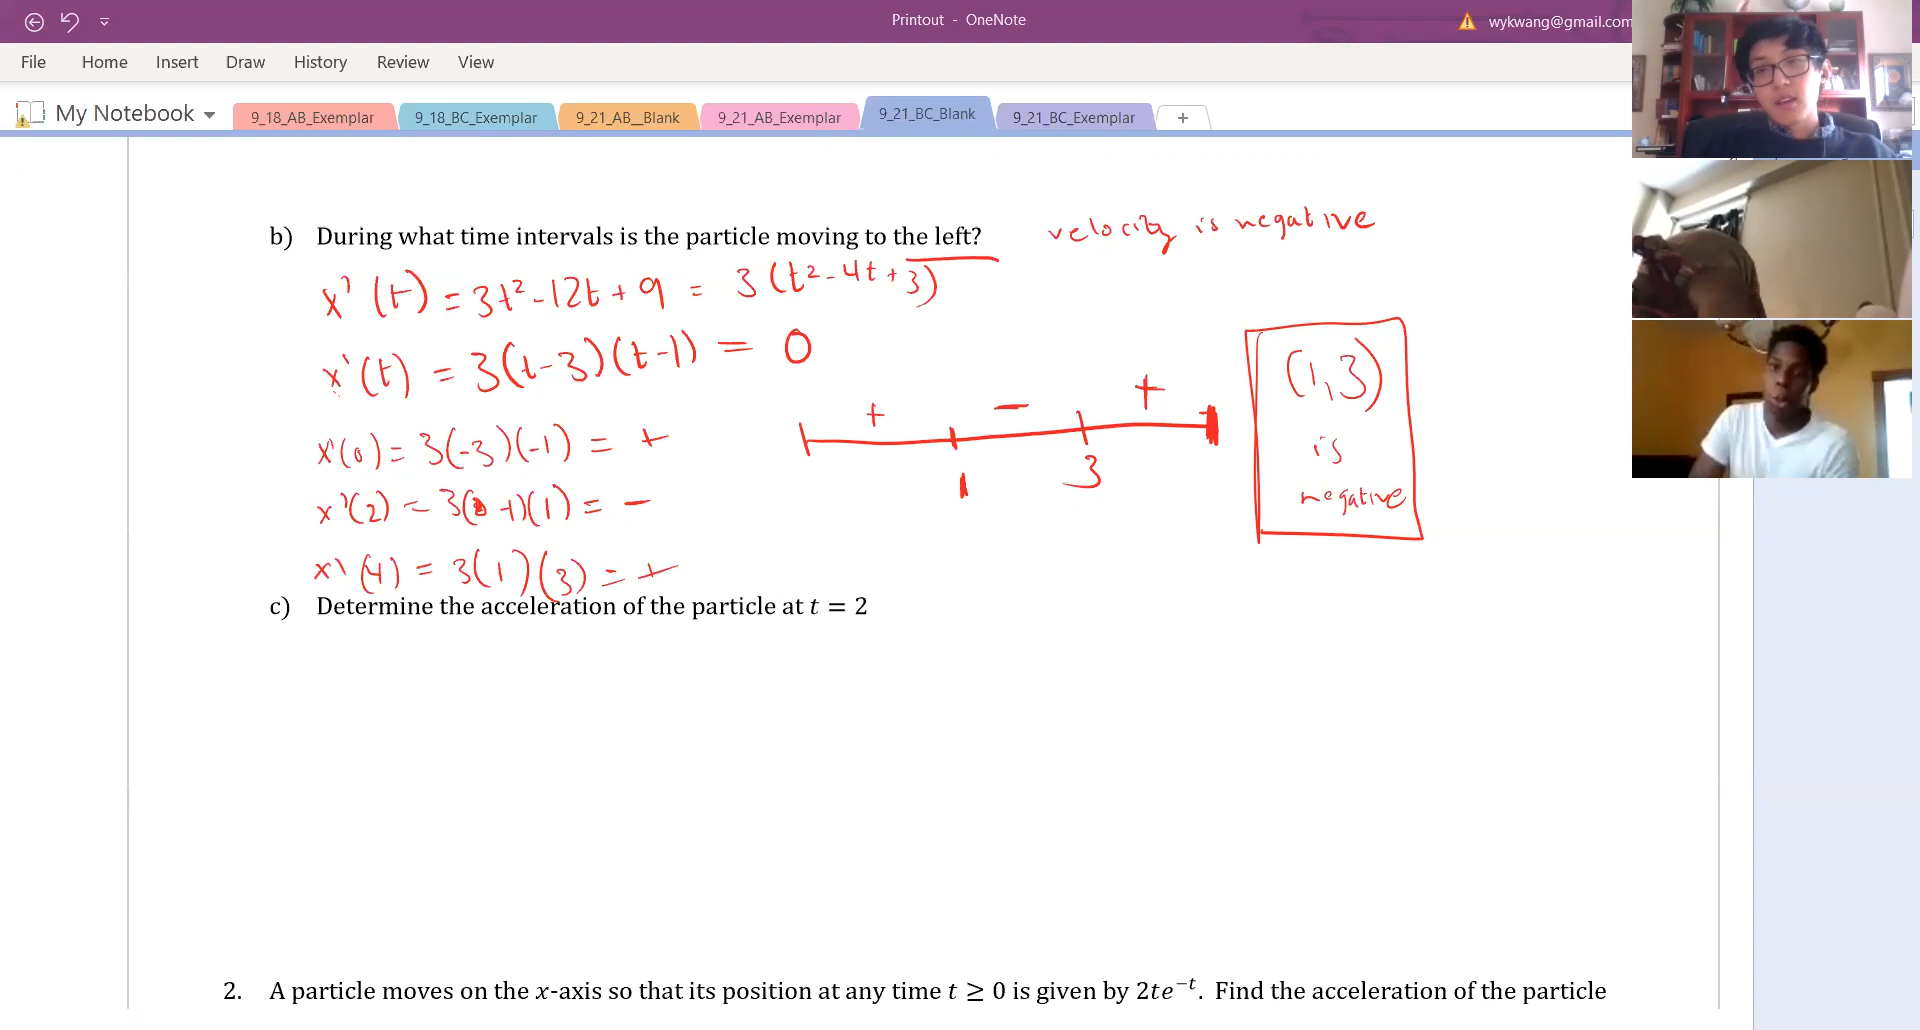 Printout - OneNote
wykwang@gmail.com
File Home Insert Draw History Review View
My Notebook 9_18_AB_Exemplar 9_18_BC_Exemplar 9_21_AB__Blank 9_21_AB_Exemplar 9_21_BC_Blank 9_21_BC_Exemplar +
b) During what time intervals is the particle moving to the left? velocity is negative
x'(t) = 3t² - 12t + 9 = 3(t² - 4t + 3)
x'(t) = 3(t-3)(t-1) = 0
+ - +
1 3
(1,3)
is
negative
x'(0) = 3(-3)(-1) = +
x'(2) = 3(-1)(1) = -
x'(4) = 3(1)(3) = +
c) Determine the acceleration of the particle at t = 2
2. A particle moves on the x-axis so that its position at any time t ≥ 0 is given by 2te⁻ᵗ. Find the acceleration of the particle